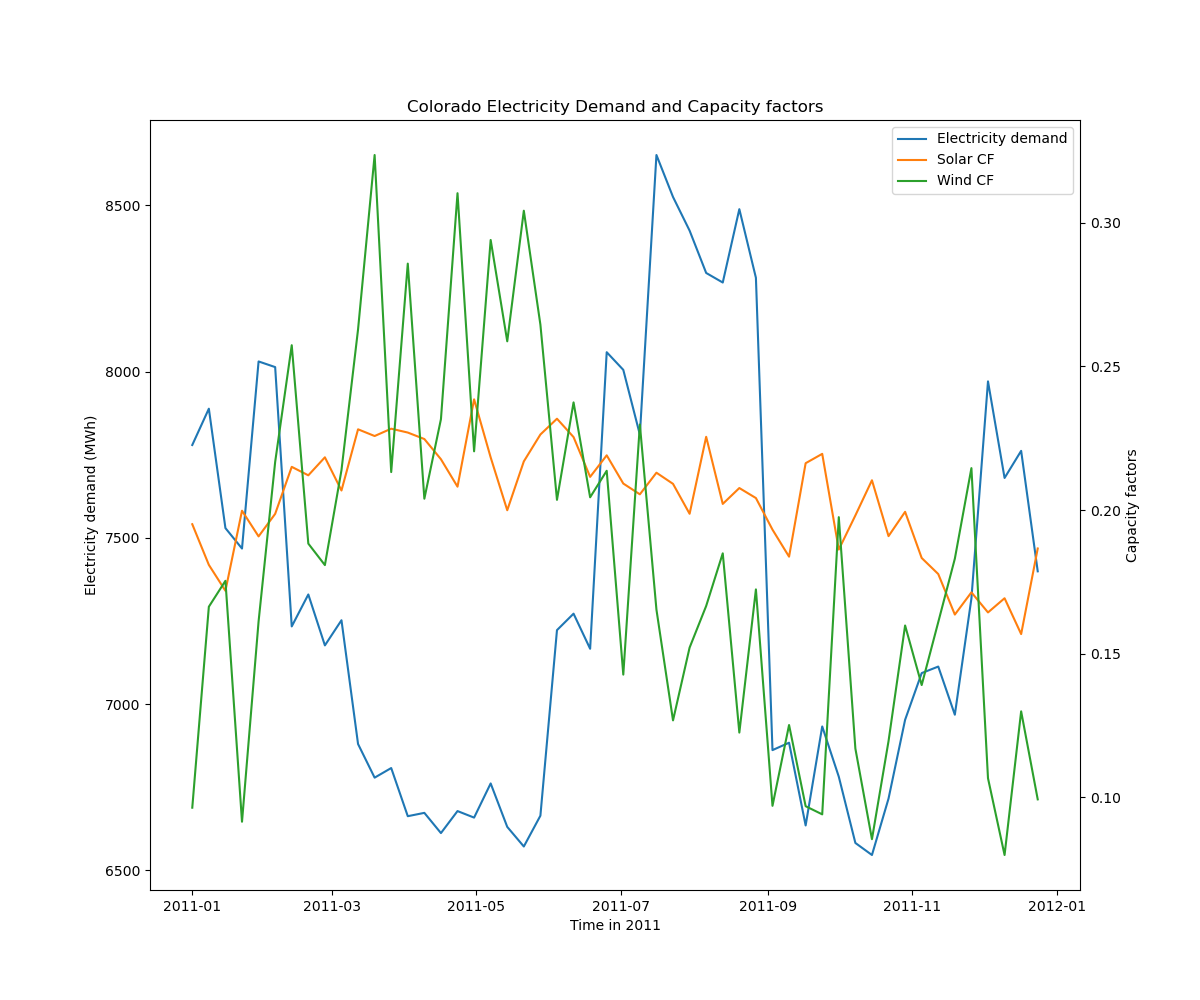 Colorado Electricity Demand and Capacity factors
Electricity demand
Solar CF
Wind CF
8500
8000
7500
7000
6500
Electricity demand (MWh)
0.30
0.25
0.20
0.15
0.10
Capacity factors
2011-01
2011-03
2011-05
2011-07
2011-09
2011-11
2012-01
Time in 2011